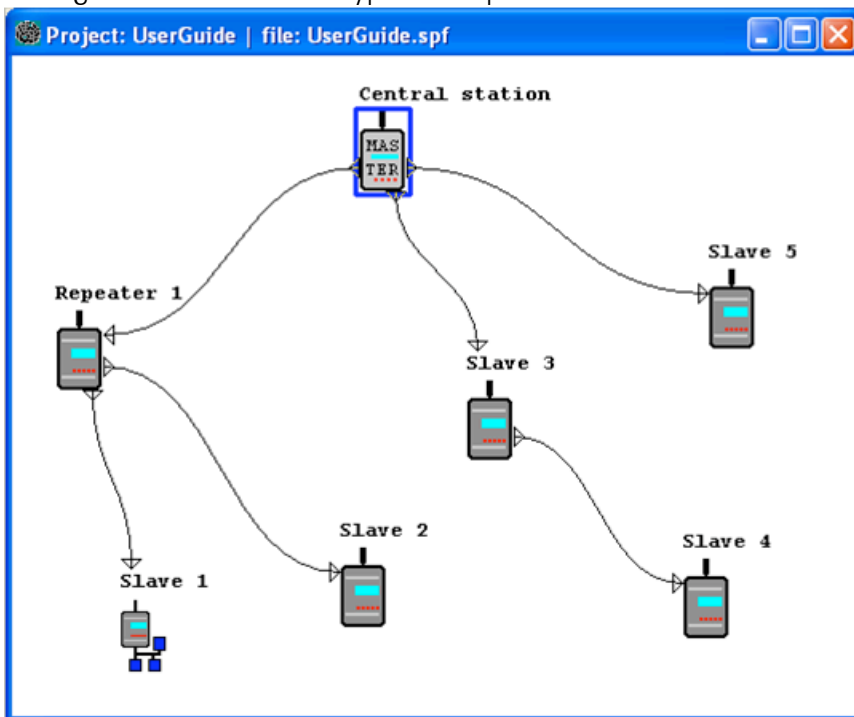 Project: UserGuide | file: UserGuide.spf
Central station
MAS
TER
Slave 5
Repeater 1
Slave 3
Slave 2
Slave 4
Slave 1